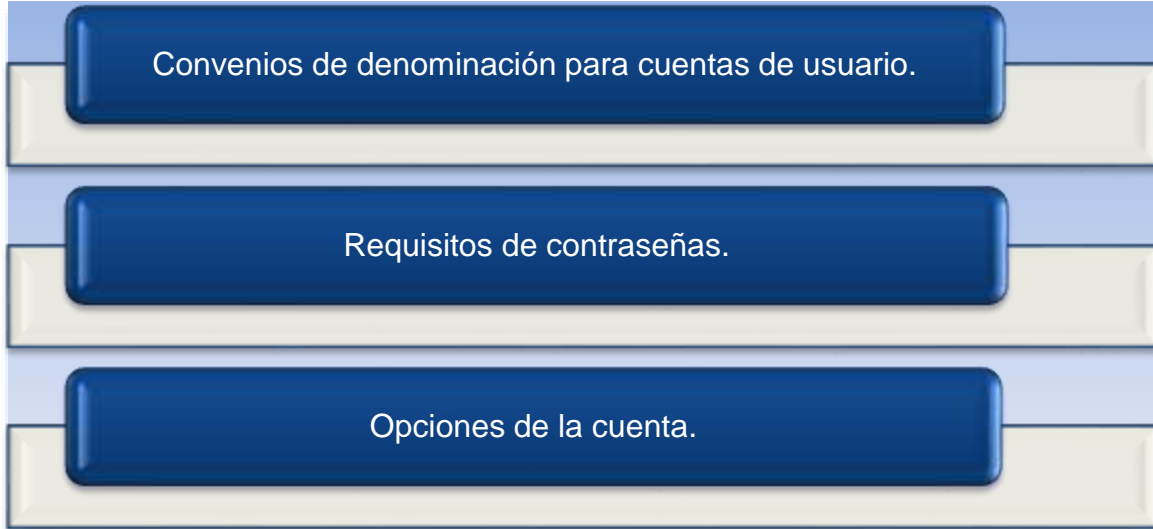 Convenios de denominación para cuentas de usuario.
Requisitos de contraseñas.
Opciones de la cuenta.